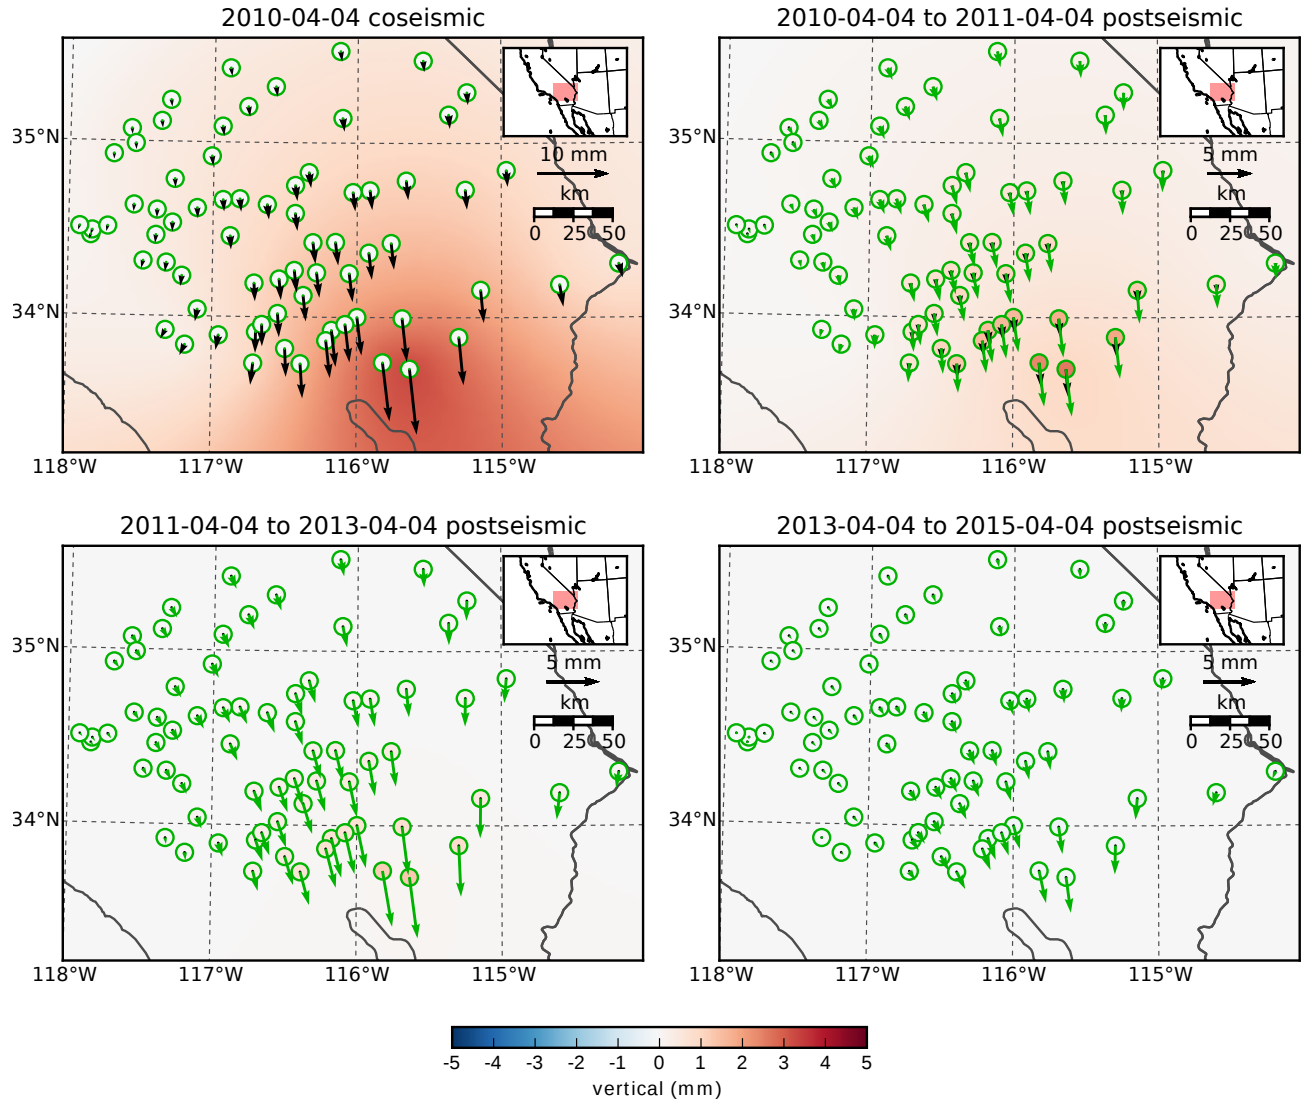 2010-04-04 coseismic
10 mm
km
0 25 50
35°N
34°N
118°W 117°W 116°W 115°W
2010-04-04 to 2011-04-04 postseismic
5 mm
km
0 25 50
35°N
34°N
118°W 117°W 116°W 115°W
2011-04-04 to 2013-04-04 postseismic
5 mm
km
0 25 50
35°N
34°N
118°W 117°W 116°W 115°W
2013-04-04 to 2015-04-04 postseismic
5 mm
km
0 25 50
35°N
34°N
118°W 117°W 116°W 115°W
-5 -4 -3 -2 -1 0 1 2 3 4 5
vertical (mm)